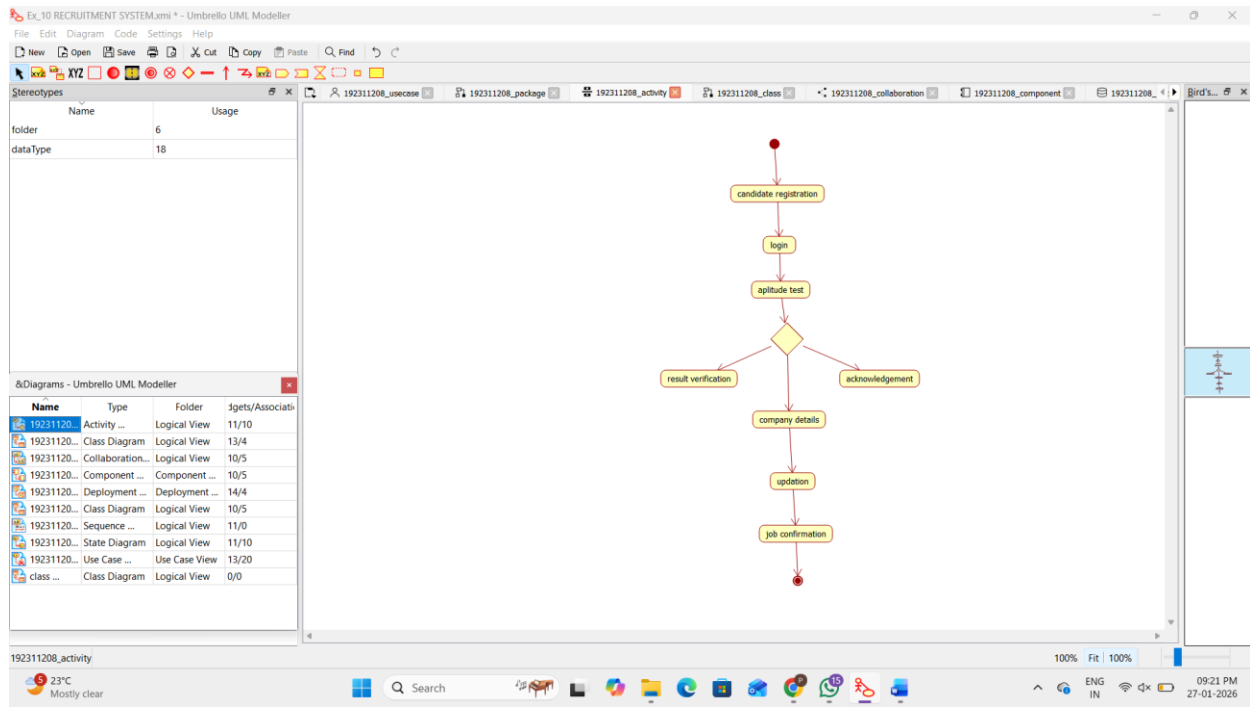 Ex_10 RECRUITMENT SYSTEM.xmi * - Umbrello UML Modeller
File Edit Diagram Code Settings Help
New Open Save Cut Copy Paste Find
XYZ
Stereotypes
Name Usage
folder 6
dataType 18
192311208_usecase 192311208_package 192311208_activity 192311208_class 192311208_collaboration 192311208_component 192311208_
Bird's...
candidate registration
login
aplitude test
result verification acknowledgement
company details
updation
job confirmation
&Diagrams - Umbrello UML Modeller
Name Type Folder dgets/Associati
19231120... Activity ... Logical View 11/10
19231120... Class Diagram Logical View 13/4
19231120... Collaboration... Logical View 10/5
19231120... Component ... Component ... 10/5
19231120... Deployment ... Deployment ... 14/4
19231120... Class Diagram Logical View 10/5
19231120... Sequence ... Logical View 11/0
19231120... State Diagram Logical View 11/10
19231120... Use Case ... Use Case View 13/20
class ... Class Diagram Logical View 0/0
192311208_activity
100% Fit 100%
5 23°C
Mostly clear
Search
15
ENG
IN
09:21 PM
27-01-2026